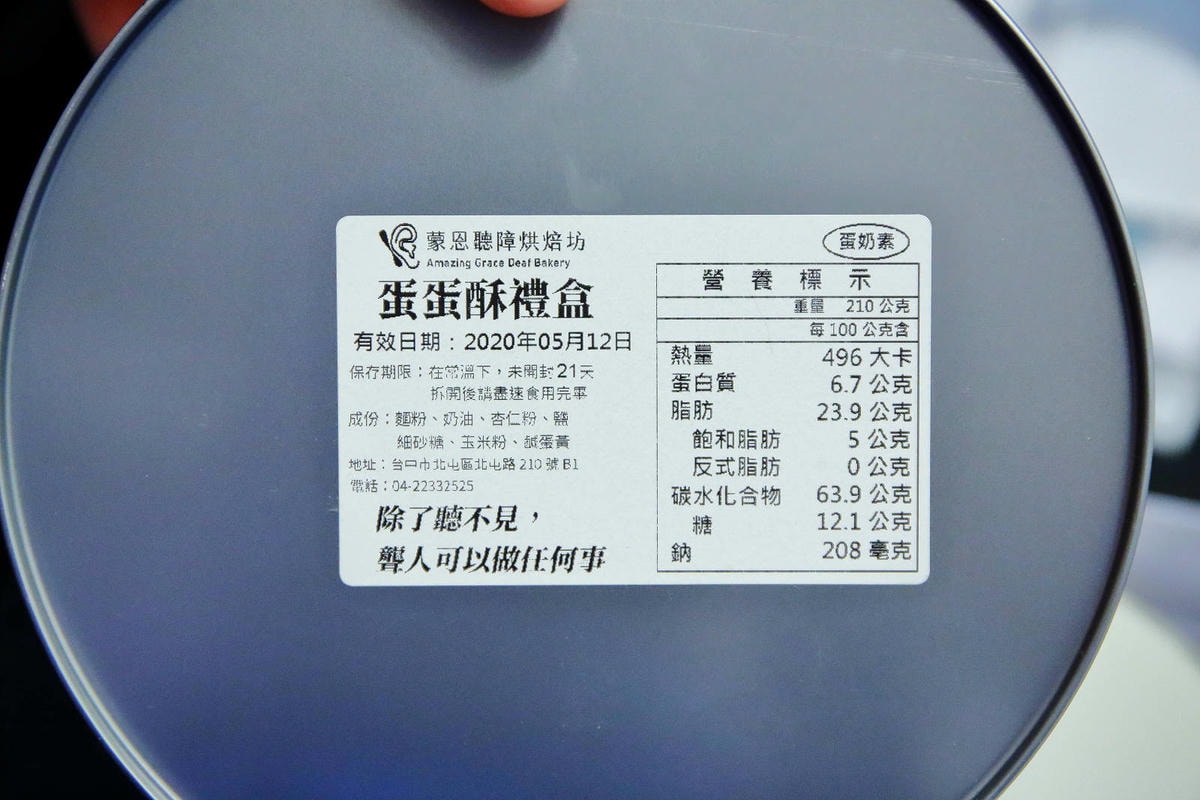 蒙恩聽障烘焙坊
Amazing Grace Deaf Bakery
蛋蛋酥禮盒
有效日期：2020年05月12日
保存期限：在常溫下，未開封21天
拆開後請盡速食用完畢
成份：麵粉、奶油、杏仁粉、鹽
細砂糖、玉米粉、鹹蛋黃
地址：台中市北屯區北屯路 210 號 B1
電話：04-22332525
除了聽不見，
聾人可以做任何事
蛋奶素
營養標示
重量 210 公克
每 100 公克含
熱量 496 大卡
蛋白質 6.7 公克
脂肪 23.9 公克
飽和脂肪 5 公克
反式脂肪 0 公克
碳水化合物 63.9 公克
糖 12.1 公克
鈉 208 毫克